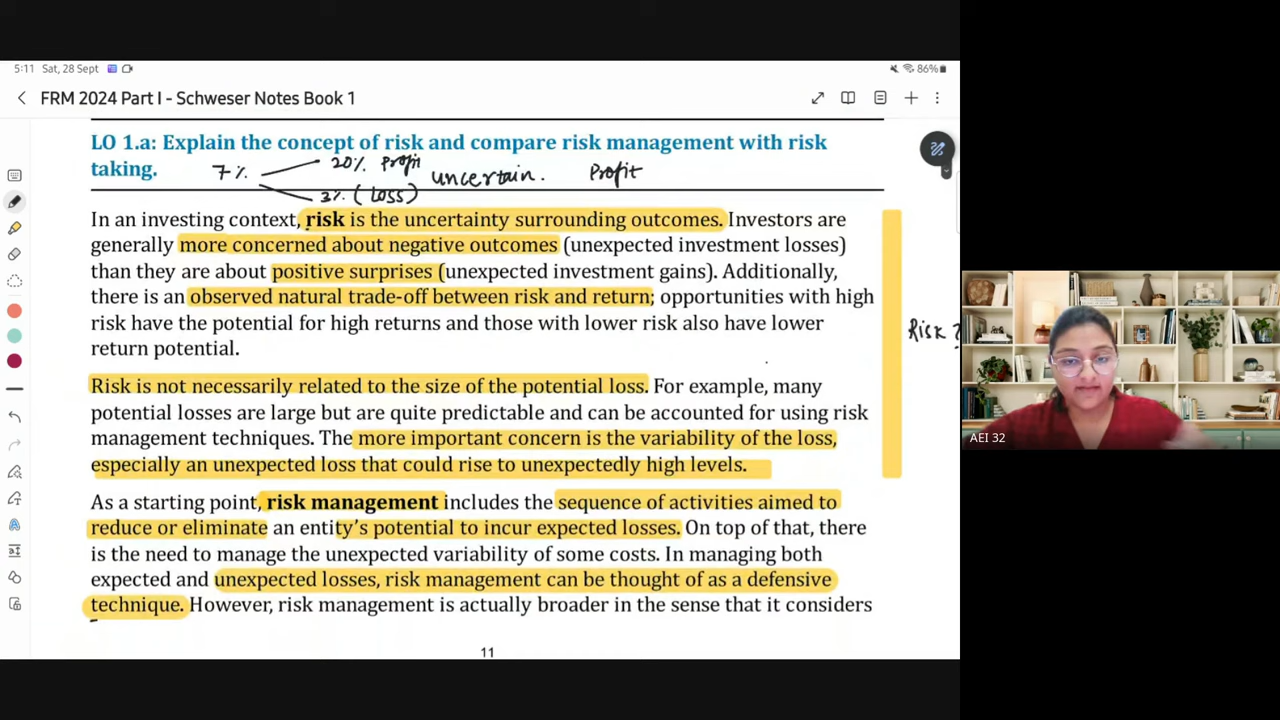 5:11 Sat, 28 Sept
86%
FRM 2024 Part I - Schweser Notes Book 1
LO 1.a: Explain the concept of risk and compare risk management with risk
taking.
7%. 20% Profit uncertain. Profit
3% (Loss)
In an investing context, risk is the uncertainty surrounding outcomes. Investors are
generally more concerned about negative outcomes (unexpected investment losses)
than they are about positive surprises (unexpected investment gains). Additionally,
there is an observed natural trade-off between risk and return; opportunities with high
risk have the potential for high returns and those with lower risk also have lower
return potential.
Risk ?
Risk is not necessarily related to the size of the potential loss. For example, many
potential losses are large but are quite predictable and can be accounted for using risk
management techniques. The more important concern is the variability of the loss,
especially an unexpected loss that could rise to unexpectedly high levels.
As a starting point, risk management includes the sequence of activities aimed to
reduce or eliminate an entity's potential to incur expected losses. On top of that, there
is the need to manage the unexpected variability of some costs. In managing both
expected and unexpected losses, risk management can be thought of as a defensive
technique. However, risk management is actually broader in the sense that it considers
11
AEI 32